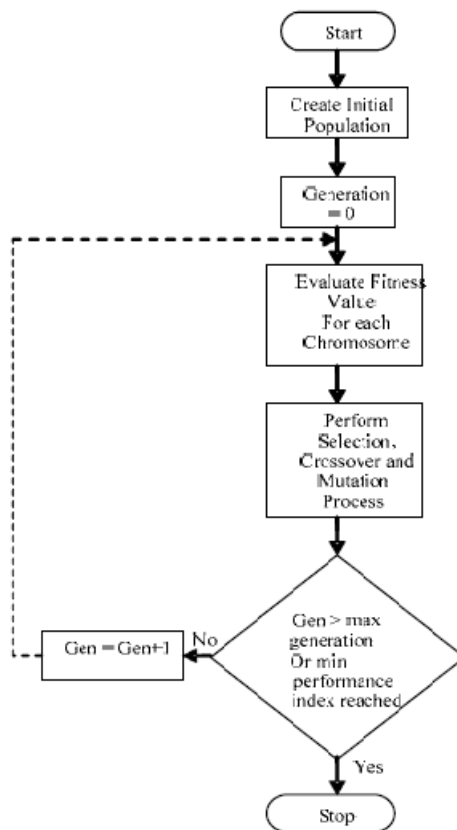 Start
Create Initial
Population
Generation
= 0
Evaluate Fitness
Value
For each
Chromosome
Perform
Selection,
Crossover and
Mutation
Process
Gen > max
generation
Or min
performance
index reached
No
Gen = Gen+1
Yes
Stop